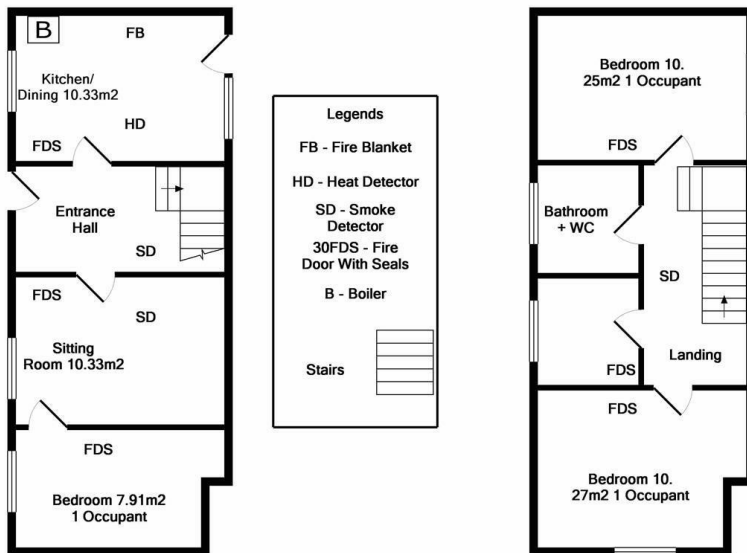 B
FB
Kitchen/
Dining 10.33m2
HD
FDS
Entrance
Hall
SD
FDS
SD
Sitting
Room 10.33m2
FDS
Bedroom 7.91m2
1 Occupant
Legends
FB - Fire Blanket
HD - Heat Detector
SD - Smoke
Detector
30FDS - Fire
Door With Seals
B - Boiler
Stairs
Bedroom 10.
25m2 1 Occupant
FDS
Bathroom
+ WC
SD
FDS
Landing
FDS
Bedroom 10.
27m2 1 Occupant